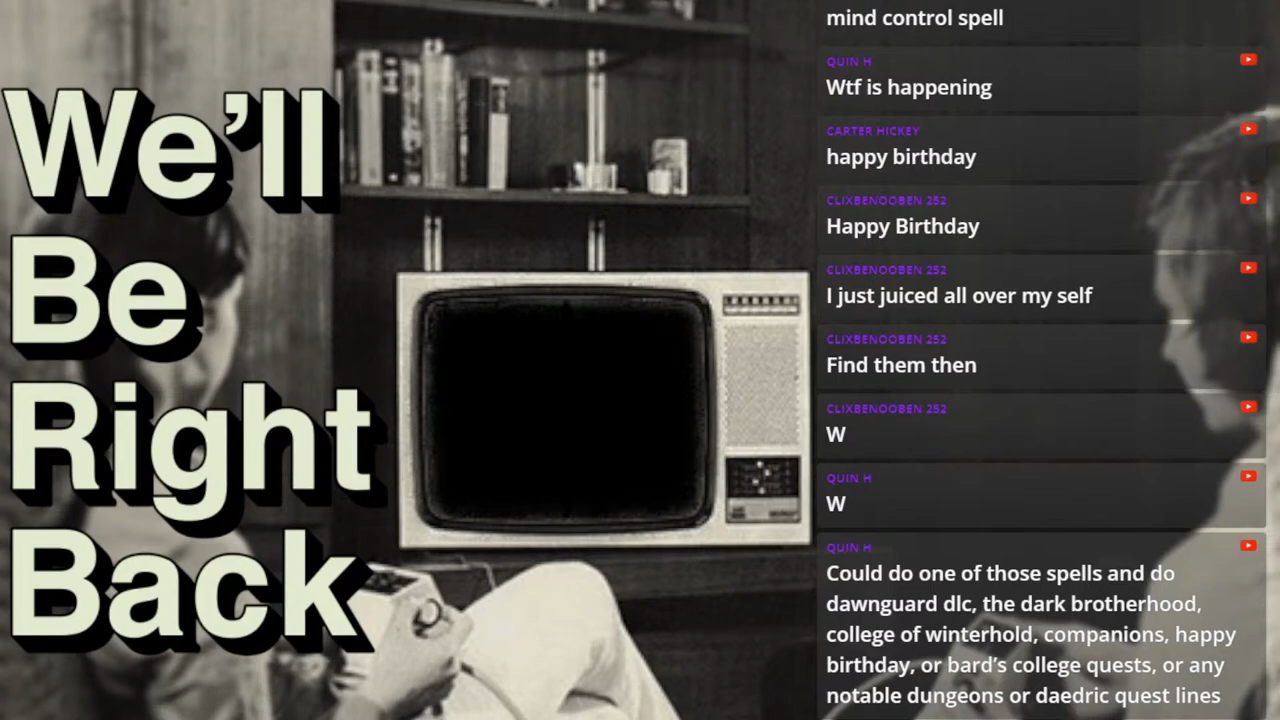 We'll
Be
Right
Back
mind control spell
QUIN H
Wtf is happening
CARTER HICKEY
happy birthday
CLIXBENOOBEN 252
Happy Birthday
CLIXBENOOBEN 252
I just juiced all over my self
CLIXBENOOBEN 252
Find them then
CLIXBENOOBEN 252
W
QUIN H
W
QUIN H
Could do one of those spells and do
dawnguard dlc, the dark brotherhood,
college of winterhold, companions, happy
birthday, or bard's college quests, or any
notable dungeons or daedric quest lines